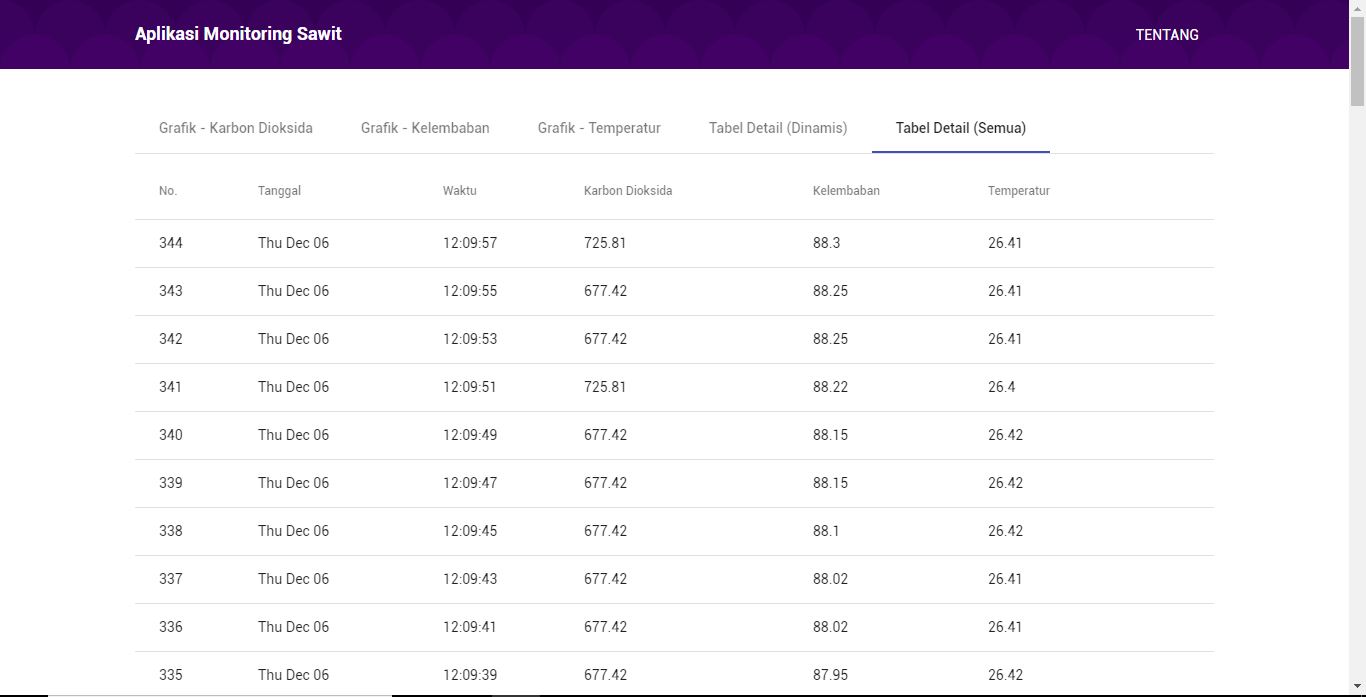 Aplikasi Monitoring Sawit TENTANG
Grafik - Karbon Dioksida Grafik - Kelembaban Grafik - Temperatur Tabel Detail (Dinamis) Tabel Detail (Semua)
No. Tanggal Waktu Karbon Dioksida Kelembaban Temperatur
344 Thu Dec 06 12:09:57 725.81 88.3 26.41
343 Thu Dec 06 12:09:55 677.42 88.25 26.41
342 Thu Dec 06 12:09:53 677.42 88.25 26.41
341 Thu Dec 06 12:09:51 725.81 88.22 26.4
340 Thu Dec 06 12:09:49 677.42 88.15 26.42
339 Thu Dec 06 12:09:47 677.42 88.15 26.42
338 Thu Dec 06 12:09:45 677.42 88.1 26.42
337 Thu Dec 06 12:09:43 677.42 88.02 26.41
336 Thu Dec 06 12:09:41 677.42 88.02 26.41
335 Thu Dec 06 12:09:39 677.42 87.95 26.42